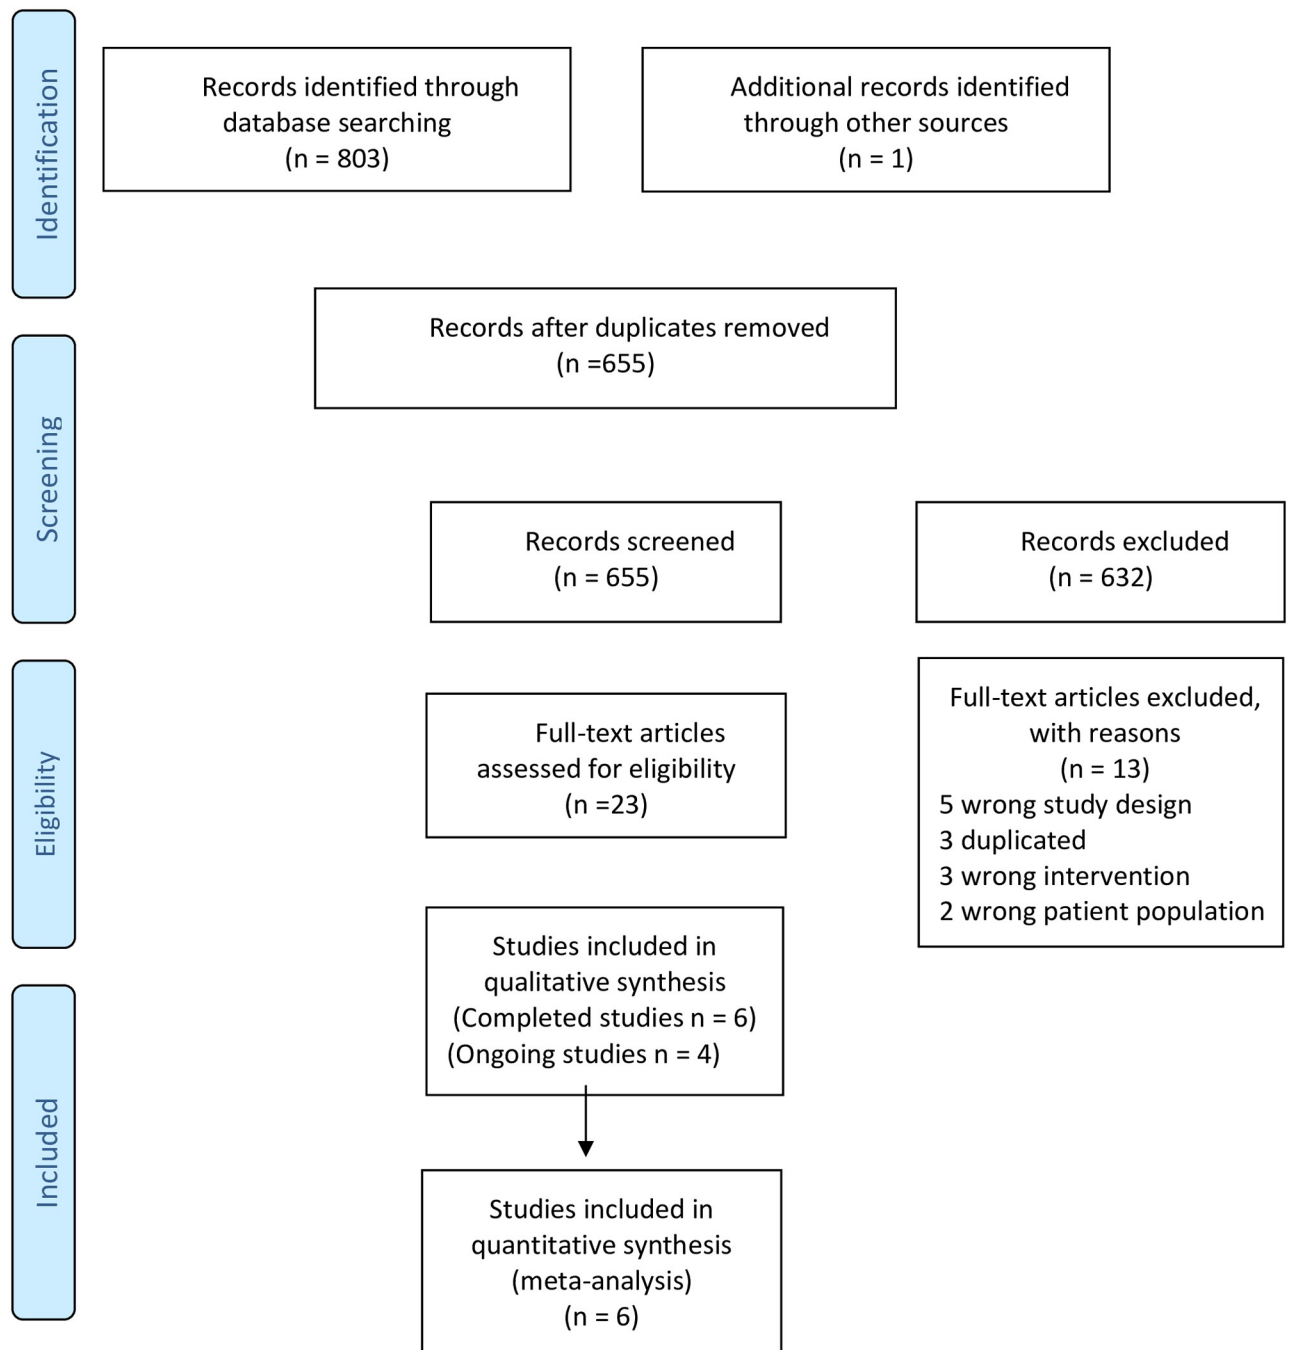 Identification
Records identified through
database searching
(n = 803)
Additional records identified
through other sources
(n = 1)
Records after duplicates removed
(n =655)
Screening
Records screened
(n = 655)
Records excluded
(n = 632)
Eligibility
Full-text articles
assessed for eligibility
(n =23)
Full-text articles excluded,
with reasons
(n = 13)
5 wrong study design
3 duplicated
3 wrong intervention
2 wrong patient population
Studies included in
qualitative synthesis
(Completed studies n = 6)
(Ongoing studies n = 4)
Included
Studies included in
quantitative synthesis
(meta-analysis)
(n = 6)